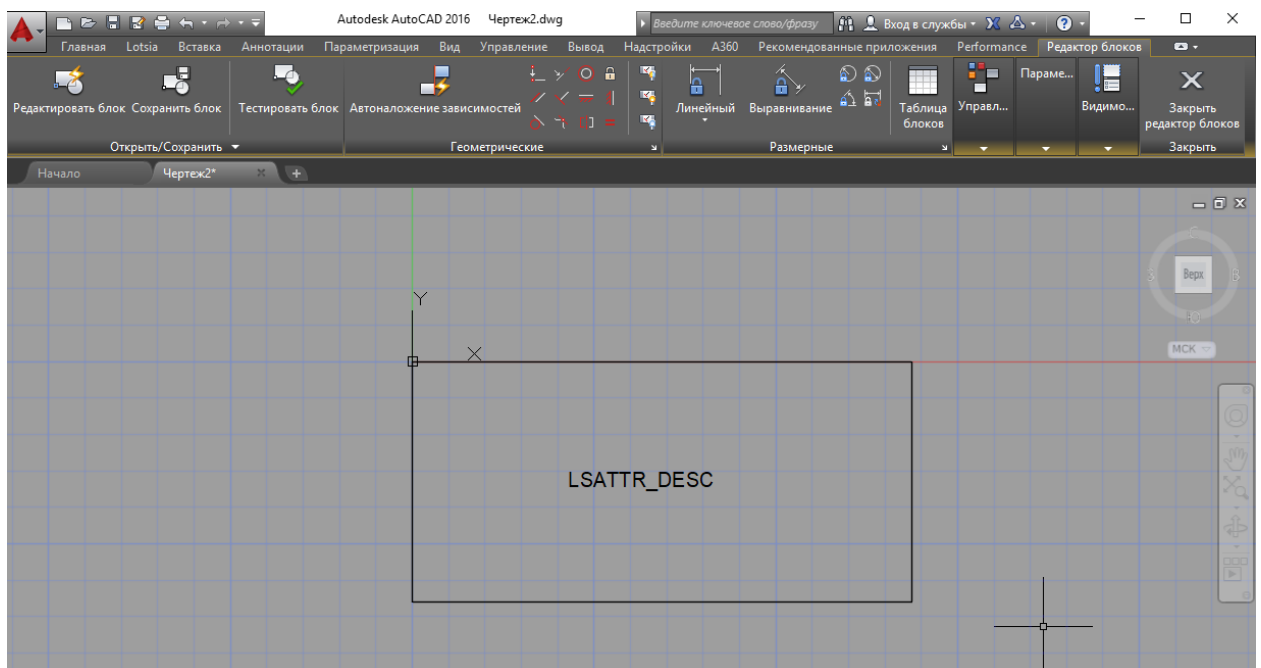 Autodesk AutoCAD 2016 Чертеж2.dwg
Введите ключевое слово/фразу
Вход в службы
Главная Lotsia Вставка Аннотации Параметризация Вид Управление Вывод Надстройки A360 Рекомендованные приложения Performance Редактор блоков
Редактировать блок Сохранить блок Тестировать блок Автоналожение зависимостей Линейный Выравнивание Таблица блоков Управл... Параме... Видимо... Закрыть редактор блоков
Открыть/Сохранить Геометрические Размерные Закрыть
Начало Чертеж2*
Верх
Y
X
МСК
LSATTR_DESC